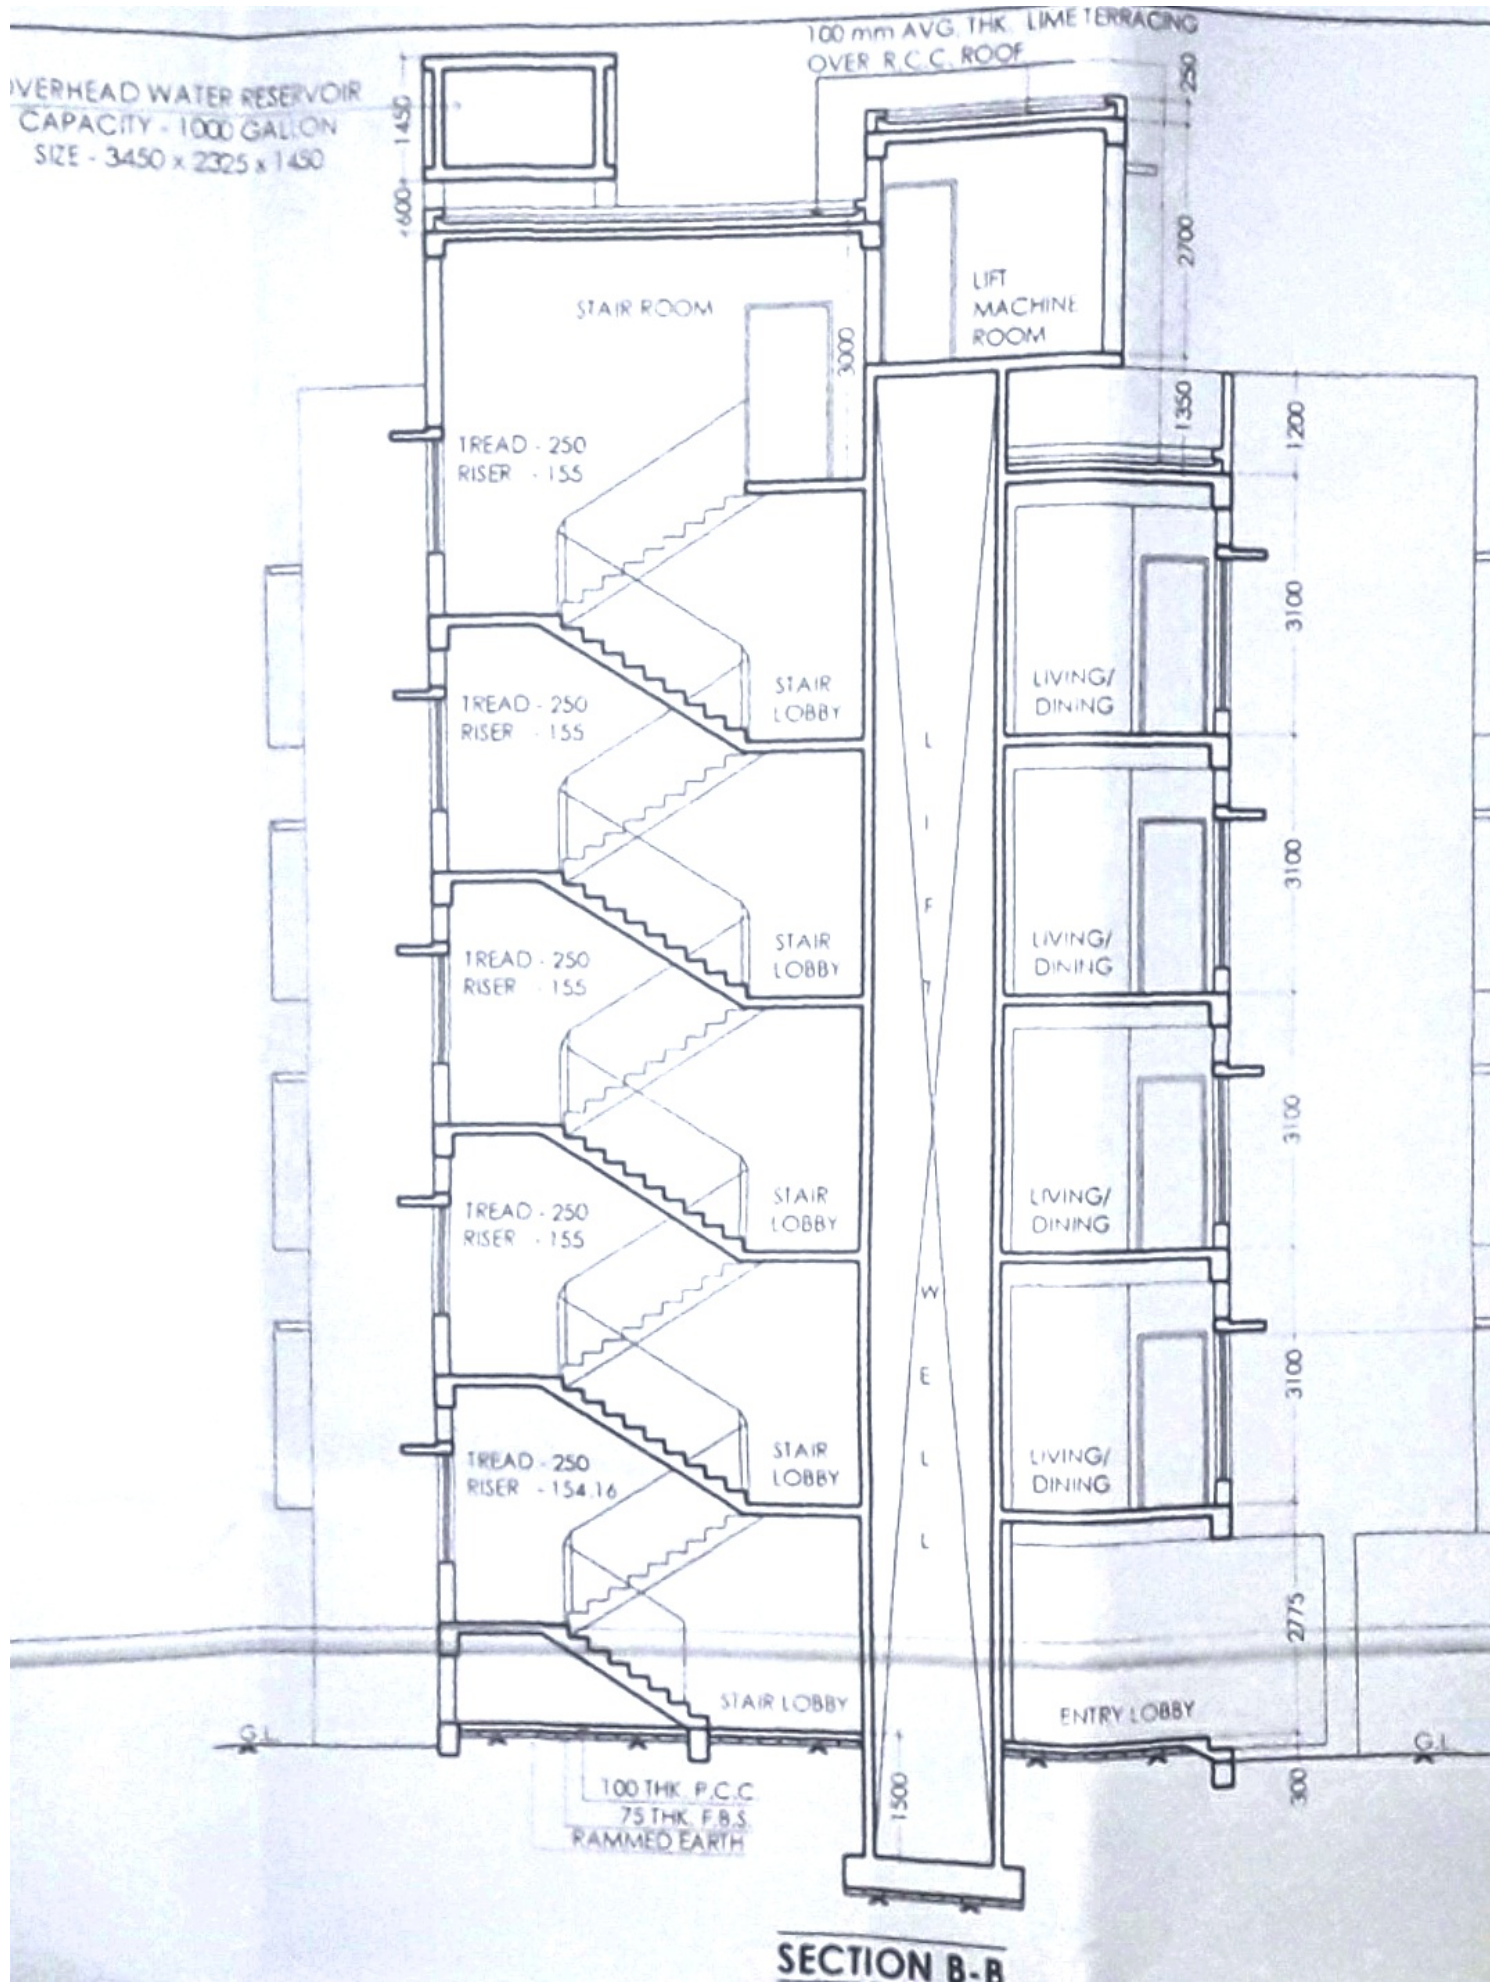 100 mm AVG. THK. LIME TERRACING
OVER R.C.C. ROOF
OVERHEAD WATER RESERVOIR
CAPACITY - 1000 GALLON
SIZE - 3450 x 2325 x 1450
1450
600
250
2700
1350
1200
STAIR ROOM
3000
LIFT
MACHINE
ROOM
TREAD - 250
RISER - 155
STAIR
LOBBY
LIVING/
DINING
3100
TREAD - 250
RISER - 155
STAIR
LOBBY
LIVING/
DINING
3100
TREAD - 250
RISER - 155
STAIR
LOBBY
LIVING/
DINING
3100
TREAD - 250
RISER - 155
STAIR
LOBBY
LIVING/
DINING
3100
TREAD - 250
RISER - 154.16
LIFT WELL
STAIR LOBBY
ENTRY LOBBY
2775
G.L
G.L
300
1500
100 THK. P.C.C
75 THK. F.B.S.
RAMMED EARTH
SECTION B-B